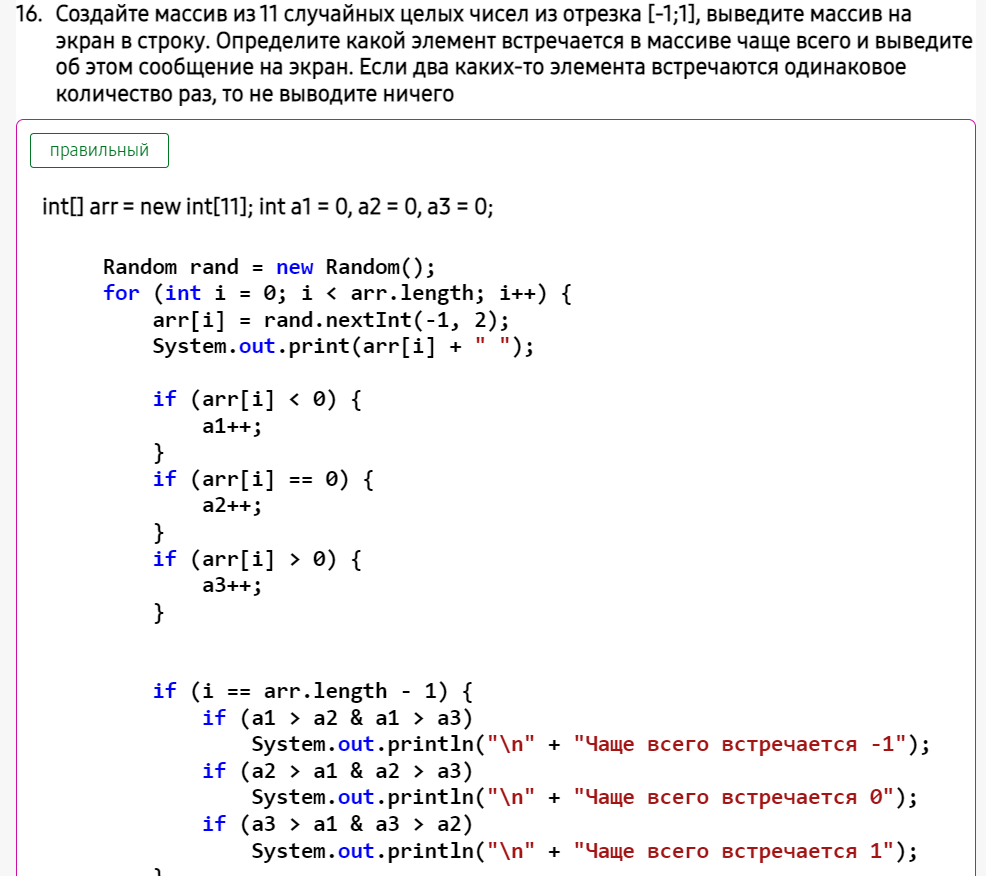 16. Создайте массив из 11 случайных целых чисел из отрезка [-1;1], выведите массив на
экран в строку. Определите какой элемент встречается в массиве чаще всего и выведите
об этом сообщение на экран. Если два каких-то элемента встречаются одинаковое
количество раз, то не выводите ничего
правильный
int[] arr = new int[11]; int a1 = 0, a2 = 0, a3 = 0;
Random rand = new Random();
for (int i = 0; i < arr.length; i++) {
arr[i] = rand.nextInt(-1, 2);
System.out.print(arr[i] + " ");
if (arr[i] < 0) {
a1++;
}
if (arr[i] == 0) {
a2++;
}
if (arr[i] > 0) {
a3++;
}
if (i == arr.length - 1) {
if (a1 > a2 & a1 > a3)
System.out.println("\n" + "Чаще всего встречается -1");
if (a2 > a1 & a2 > a3)
System.out.println("\n" + "Чаще всего встречается 0");
if (a3 > a1 & a3 > a2)
System.out.println("\n" + "Чаще всего встречается 1");
}